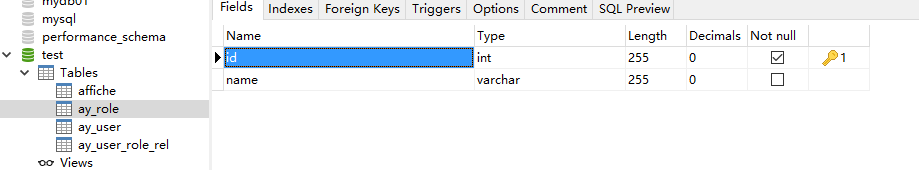 mydb01
mysql
performance_schema
test
Tables
affiche
ay_role
ay_user
ay_user_role_rel
Views
Fields Indexes Foreign Keys Triggers Options Comment SQL Preview
Name Type Length Decimals Not null
id int 255 0 1
name varchar 255 0